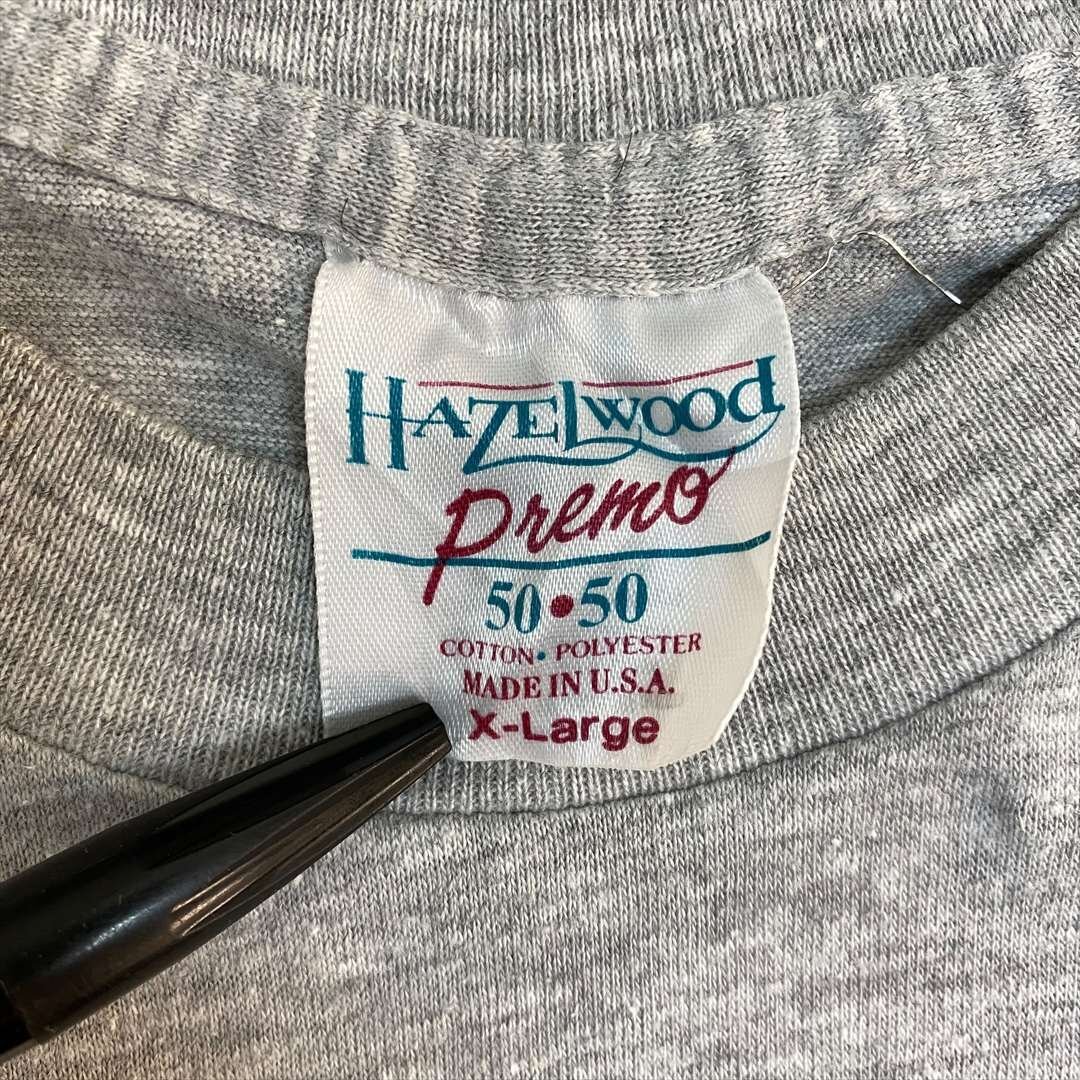 HAZELWOOD
Premo
50•50
COTTON•POLYESTER
MADE IN U.S.A.
X-Large